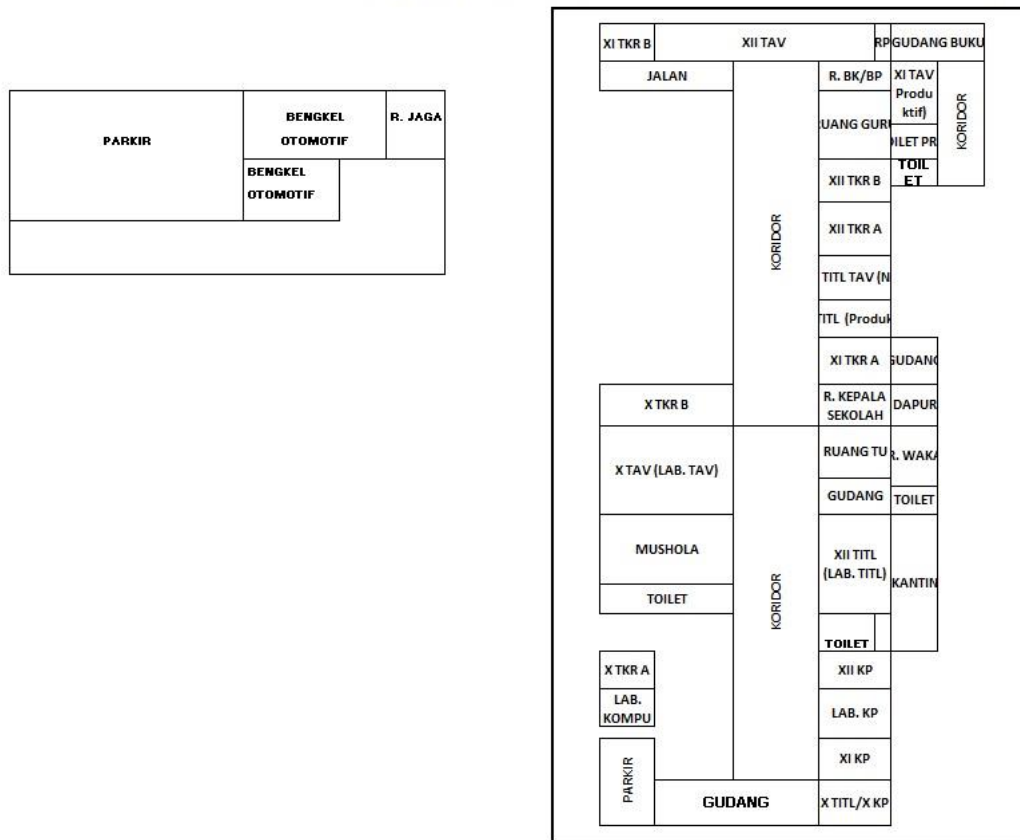 PARKIR
BENGKEL
OTOMOTIF
R. JAGA
BENGKEL
OTOMOTIF
XI TKR B
XII TAV
RP
GUDANG BUKU
JALAN
R. BK/BP
XI TAV
Produ
ktif)
KORIDOR
UANG GURU
OILET PR
TOIL
ET
XII TKR B
KORIDOR
XII TKR A
TITL TAV (N
TITL (Produk
XI TKR A
GUDANG
X TKR B
R. KEPALA
SEKOLAH
DAPUR
X TAV (LAB. TAV)
RUANG TU
R. WAKA
GUDANG
TOILET
MUSHOLA
XII TITL
(LAB. TITL)
KANTIN
TOILET
KORIDOR
TOILET
X TKR A
XII KP
LAB.
KOMPU
LAB. KP
PARKIR
XI KP
GUDANG
X TITL/X KP